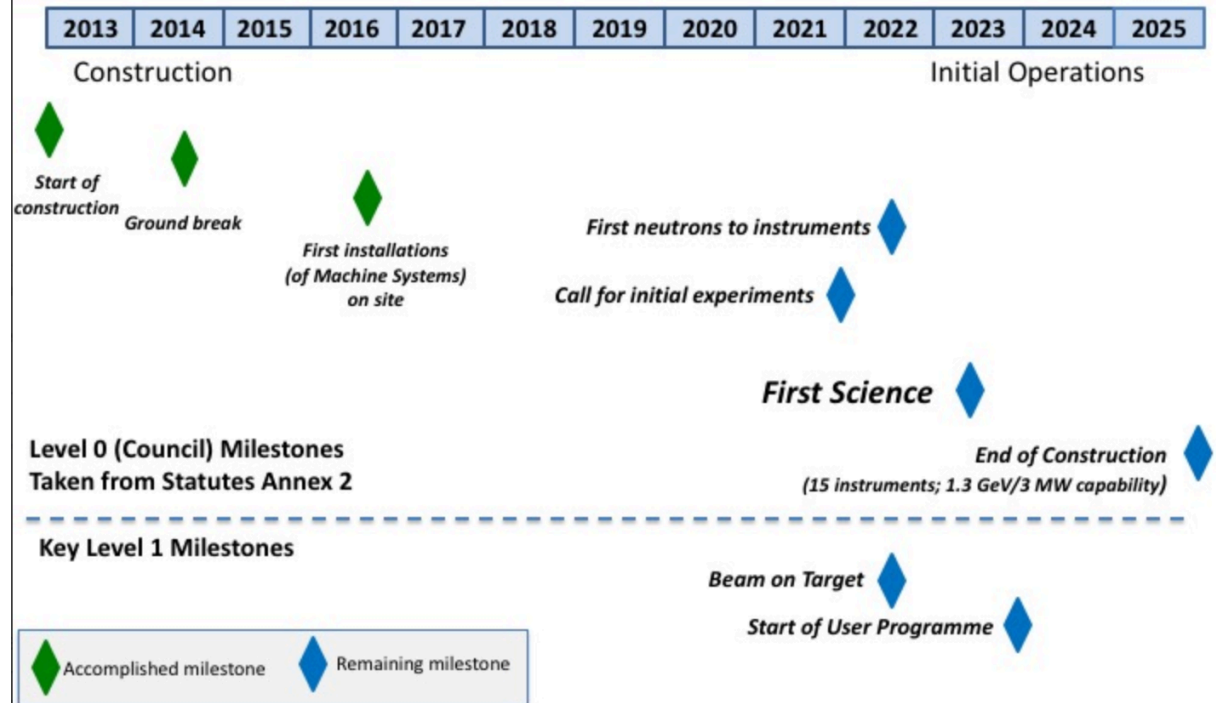 2013 2014 2015 2016 2017 2018 2019 2020 2021 2022 2023 2024 2025
Construction
Initial Operations
Start of
construction
Ground break
First installations
(of Machine Systems)
on site
First neutrons to instruments
Call for initial experiments
First Science
End of Construction
(15 instruments; 1.3 GeV/3 MW capability)
Level 0 (Council) Milestones
Taken from Statutes Annex 2
Key Level 1 Milestones
Beam on Target
Start of User Programme
Accomplished milestone
Remaining milestone